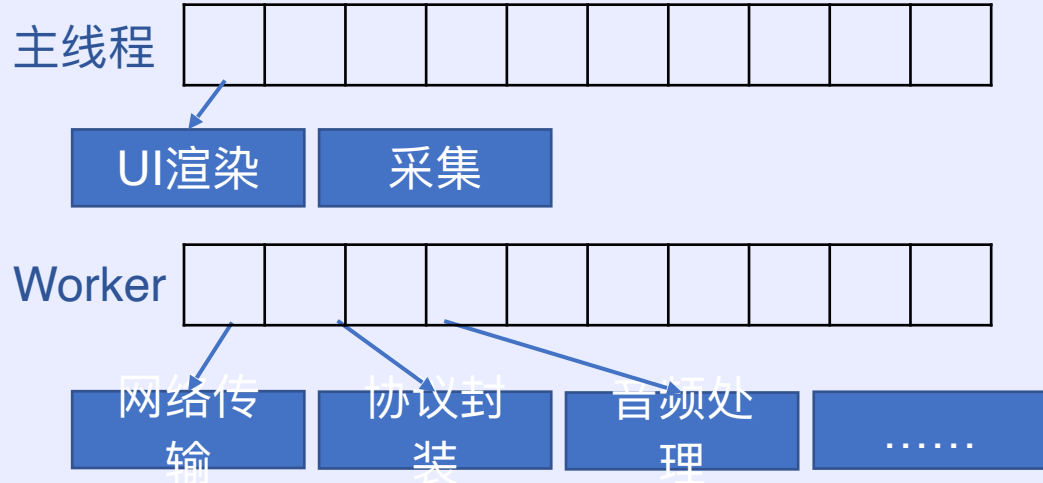 主线程
UI渲染
采集
Worker
网络传
输
协议封
装
音频处
理
......